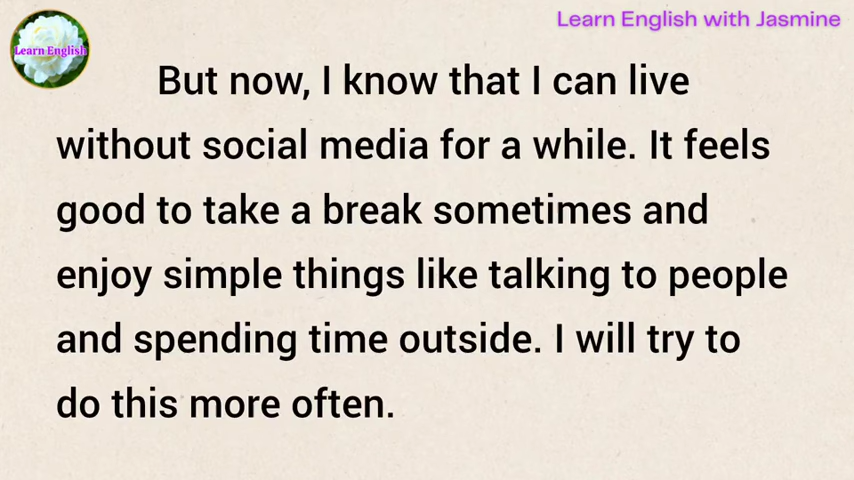 Learn English with Jasmine
Learn English
But now, I know that I can live
without social media for a while. It feels
good to take a break sometimes and
enjoy simple things like talking to people
and spending time outside. I will try to
do this more often.